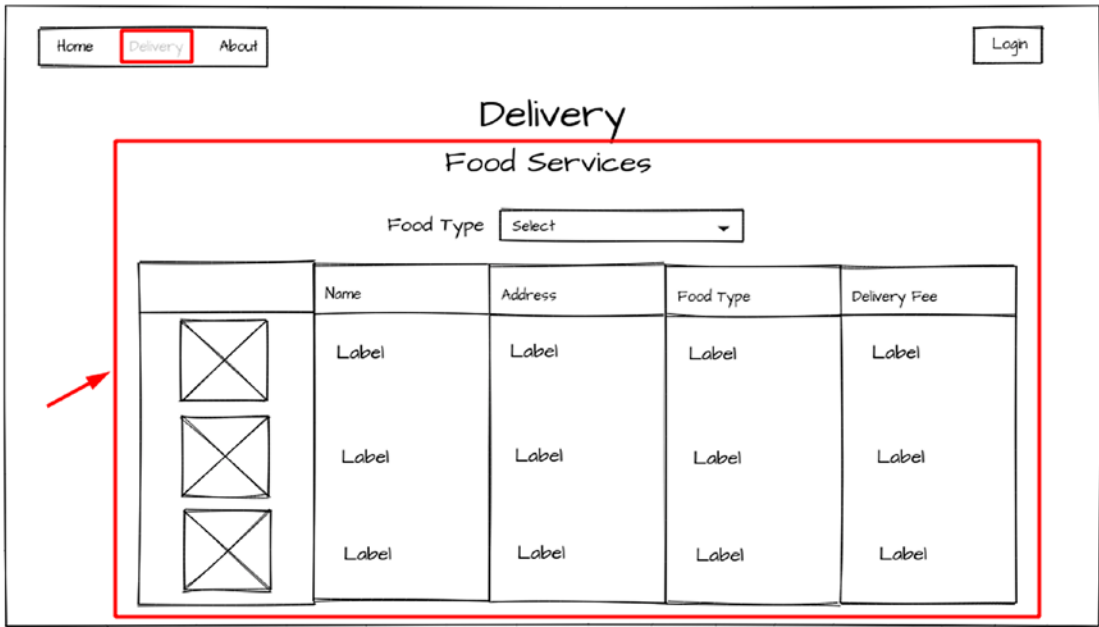 Home Delivery About Login
Delivery
Food Services
Food Type Select
Name Address Food Type Delivery Fee
Label Label Label Label
Label Label Label Label
Label Label Label Label